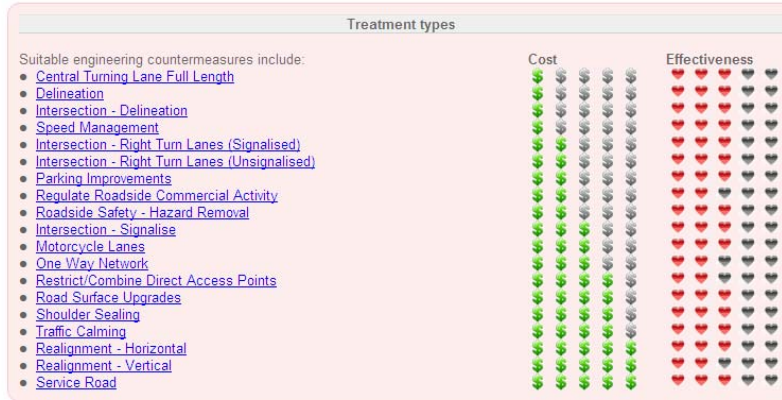 Treatment types
Suitable engineering countermeasures include: Cost Effectiveness
Central Turning Lane Full Length
Delineation
Intersection - Delineation
Speed Management
Intersection - Right Turn Lanes (Signalised)
Intersection - Right Turn Lanes (Unsignalised)
Parking Improvements
Regulate Roadside Commercial Activity
Roadside Safety - Hazard Removal
Intersection - Signalise
Motorcycle Lanes
One Way Network
Restrict/Combine Direct Access Points
Road Surface Upgrades
Shoulder Sealing
Traffic Calming
Realignment - Horizontal
Realignment - Vertical
Service Road